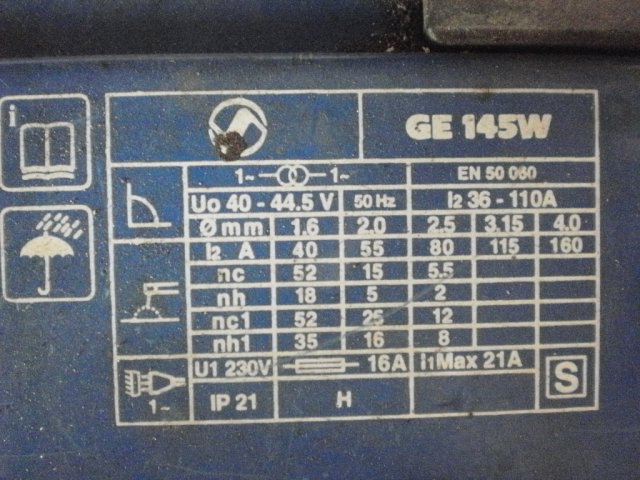 i
GE 145W
1~ 1~ EN 50 060
Uo 40 - 44.5 V 50 Hz I2 36 - 110A
Ø mm 1.6 2.0 2.5 3.15 4.0
I2 A 40 55 80 115 160
nc 52 15 5.5
nh 18 5 2
nc1 52 25 12
nh1 35 16 8
U1 230V 16A i1Max 21A S
1~ IP 21 H